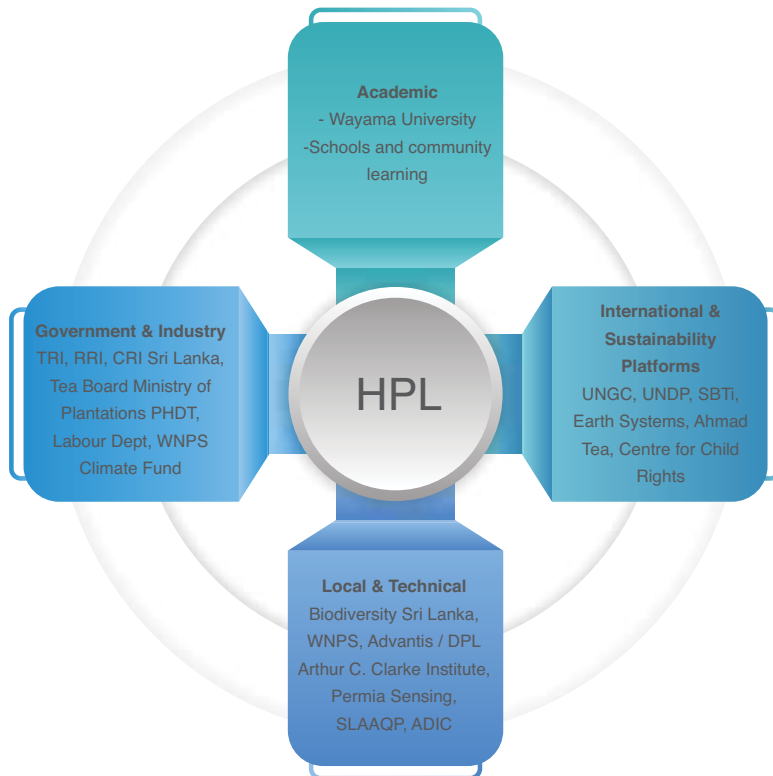 Academic
- Wayama University
-Schools and community
learning
Government & Industry
TRI, RRI, CRI Sri Lanka,
Tea Board Ministry of
Plantations PHDT,
Labour Dept, WNPS
Climate Fund
HPL
International &
Sustainability
Platforms
UNGC, UNDP, SBTi,
Earth Systems, Ahmad
Tea, Centre for Child
Rights
Local & Technical
Biodiversity Sri Lanka,
WNPS, Advantis / DPL
Arthur C. Clarke Institute,
Permia Sensing,
SLAAQP, ADIC